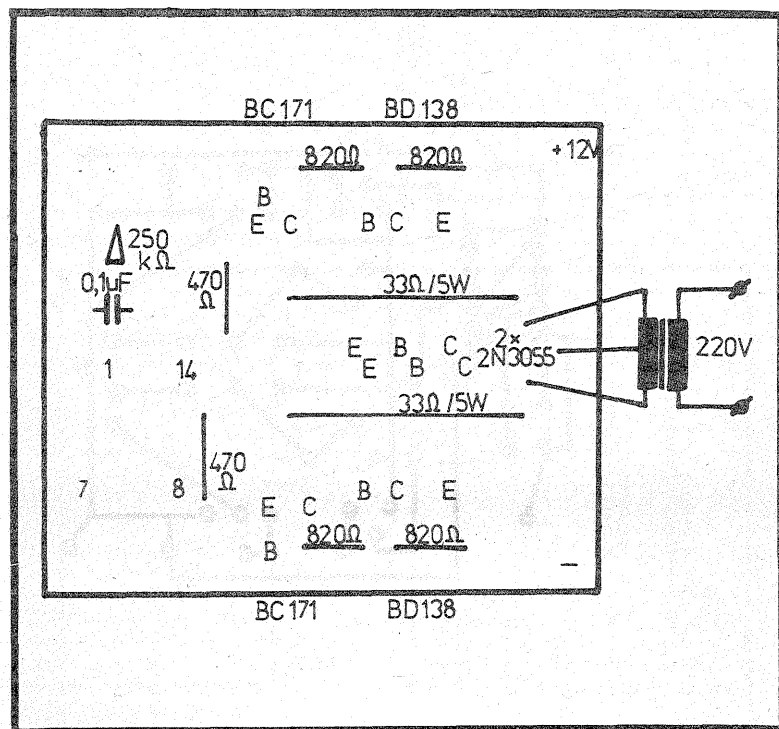 BC171 BD138
820Ω 820Ω +12V
B
E C B C E
250
kΩ
0,1µF
470
Ω
33Ω/5W
2×
2N3055
E B C
E B C
220V
1 14
33Ω/5W
470
Ω
7 8
B C E
E C
820Ω 820Ω
B
–
BC171 BD138